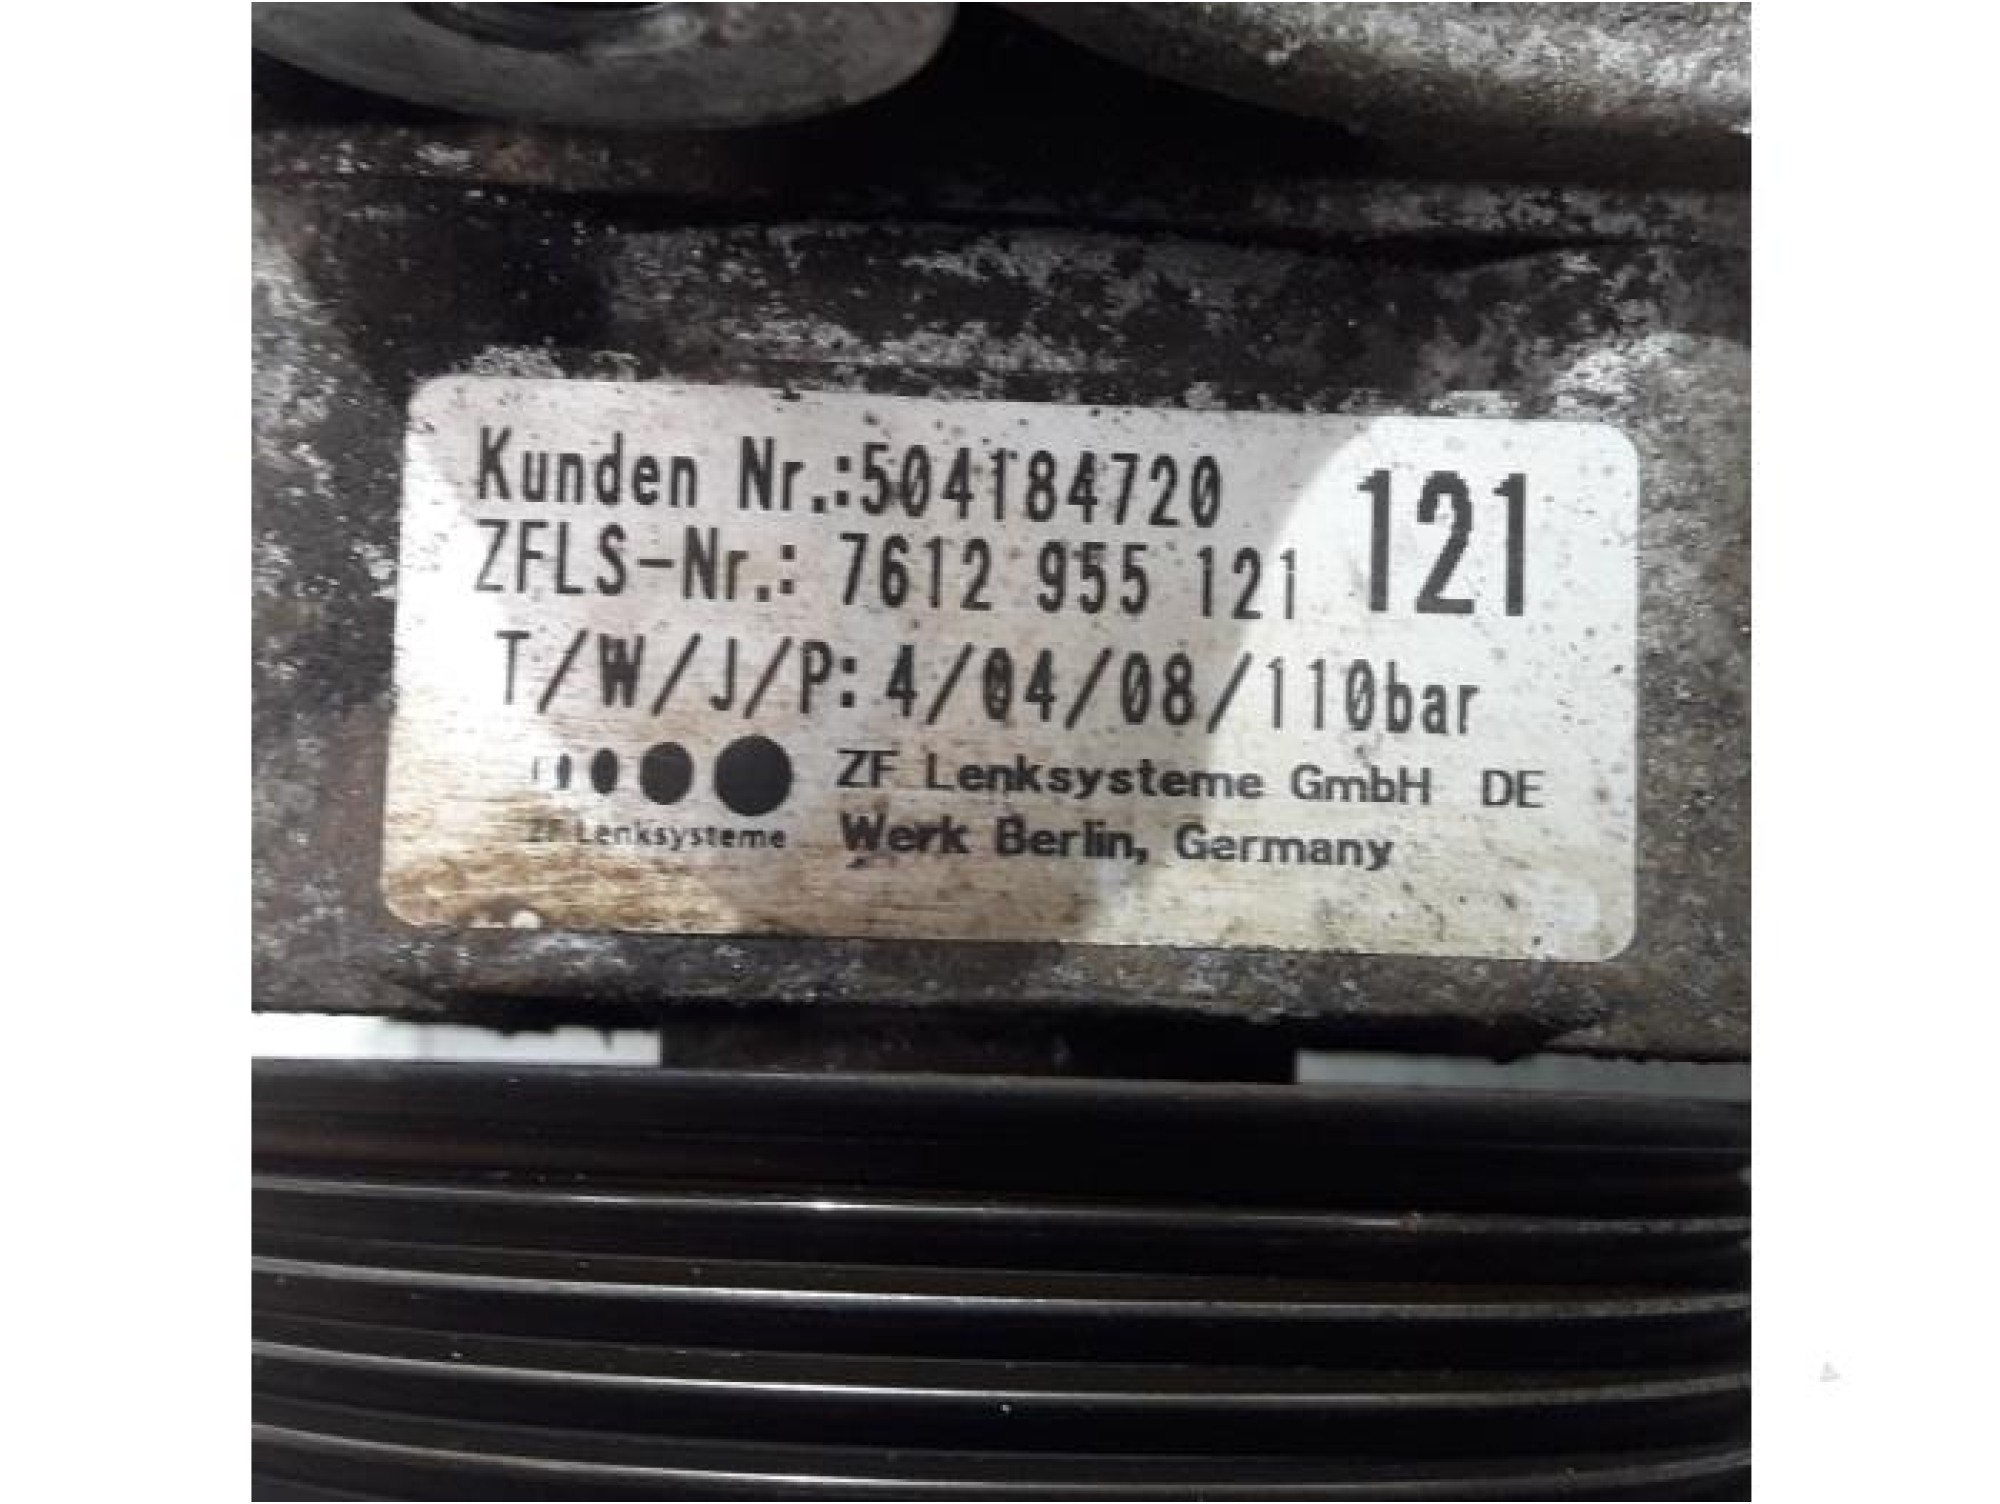 Kunden Nr.:504184720
121
ZFLS-Nr.: 7612 955 121
T/W/J/P: 4/04/08/110bar
ZF Lenksysteme GmbH DE
ZF Lenksysteme
Werk Berlin, Germany